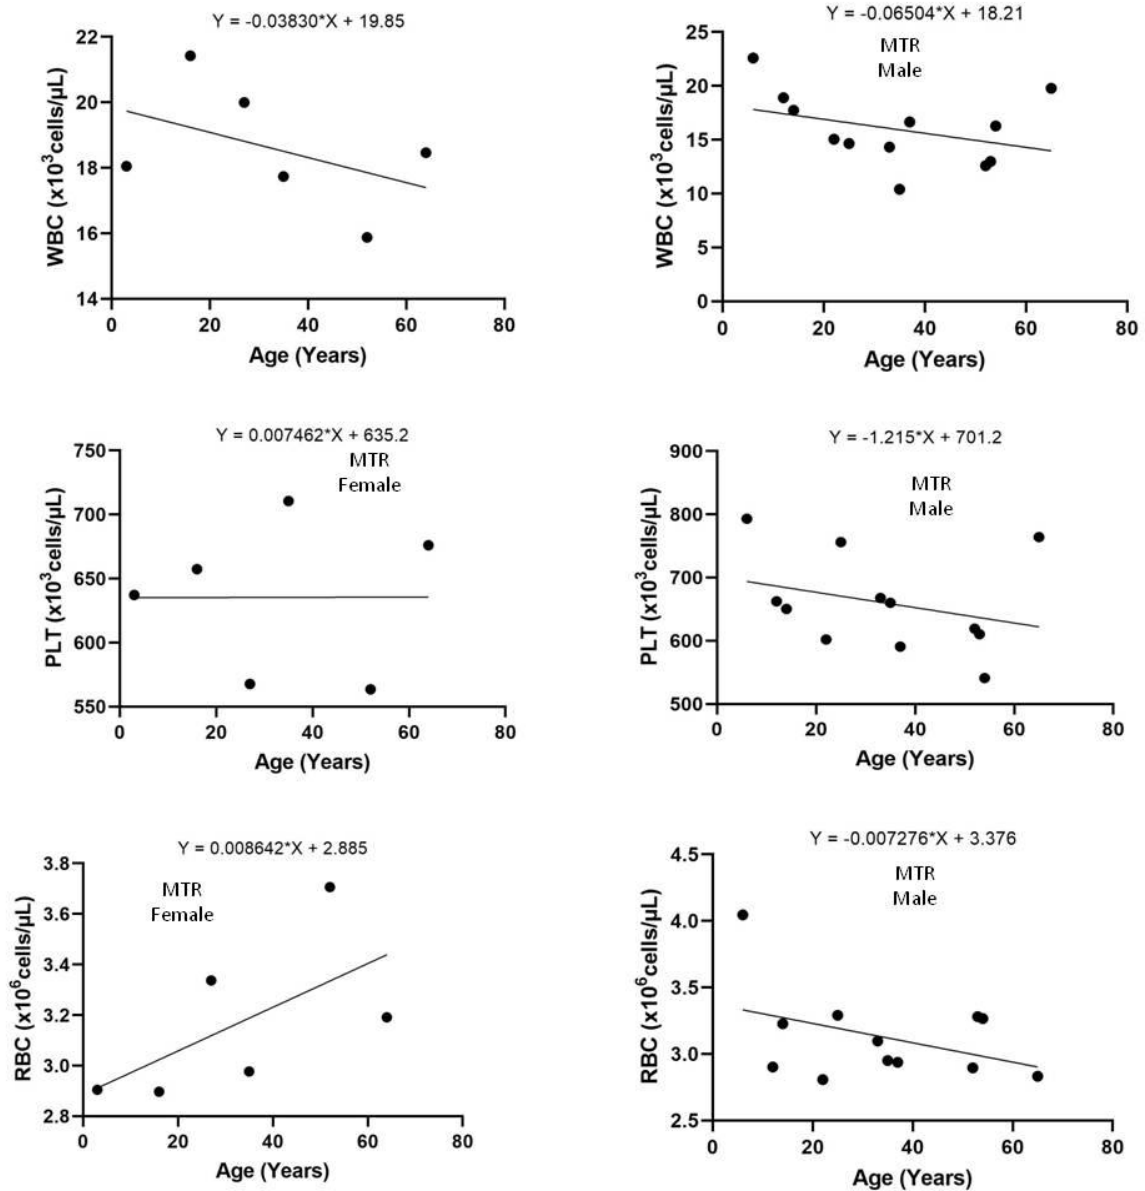 Y = -0.03830*X + 19.85
22
20
18
16
14
0 20 40 60 80
WBC (x10³cells/µL)
Age (Years)
Y = -0.06504*X + 18.21
MTR
Male
25
20
15
10
5
0
0 20 40 60 80
WBC (x10³cells/µL)
Age (Years)
Y = 0.007462*X + 635.2
MTR
Female
750
700
650
600
550
0 20 40 60 80
PLT (x10³cells/µL)
Age (Years)
Y = -1.215*X + 701.2
MTR
Male
900
800
700
600
500
0 20 40 60 80
PLT (x10³cells/µL)
Age (Years)
Y = 0.008642*X + 2.885
MTR
Female
3.8
3.6
3.4
3.2
3.0
2.8
0 20 40 60 80
RBC (x10⁶cells/µL)
Age (Years)
Y = -0.007276*X + 3.376
MTR
Male
4.5
4.0
3.5
3.0
2.5
0 20 40 60 80
RBC (x10⁶cells/µL)
Age (Years)